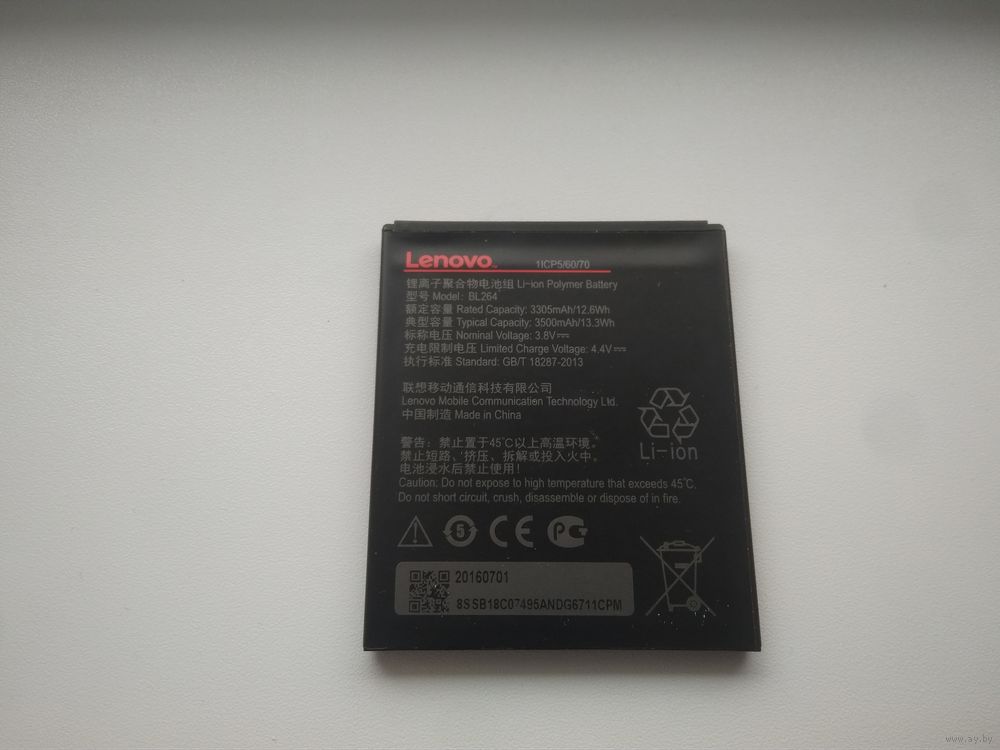 Lenovo
1ICP5/60/70
锂离子聚合物电池组 Li-ion Polymer Battery
型号 Model: BL264
额定容量 Rated Capacity: 3305mAh/12.6Wh
典型容量 Typical Capacity: 3500mAh/13.3Wh
标称电压 Norninal Voltage: 3.8V
充电限制电压 Limited Charge Voltage: 4.4V
执行标准 Standard: GB/T 18287-2013
联想移动通信科技有限公司
Lenovo Mobile Communication Technology Ltd.
中国制造 Made in China
警告: 禁止置于45℃以上高温环境。
禁止短路、挤压、拆解或投入火中。
电池浸水后禁止使用!
Caution: Do not expose to high temperature that exceeds 45℃.
Do not short circuit, crush, disassemble or dispose of in fire.
Li-ion
5 CE PG
20160701
8SSB18C07495ANDG6711CPM
www.ay.by